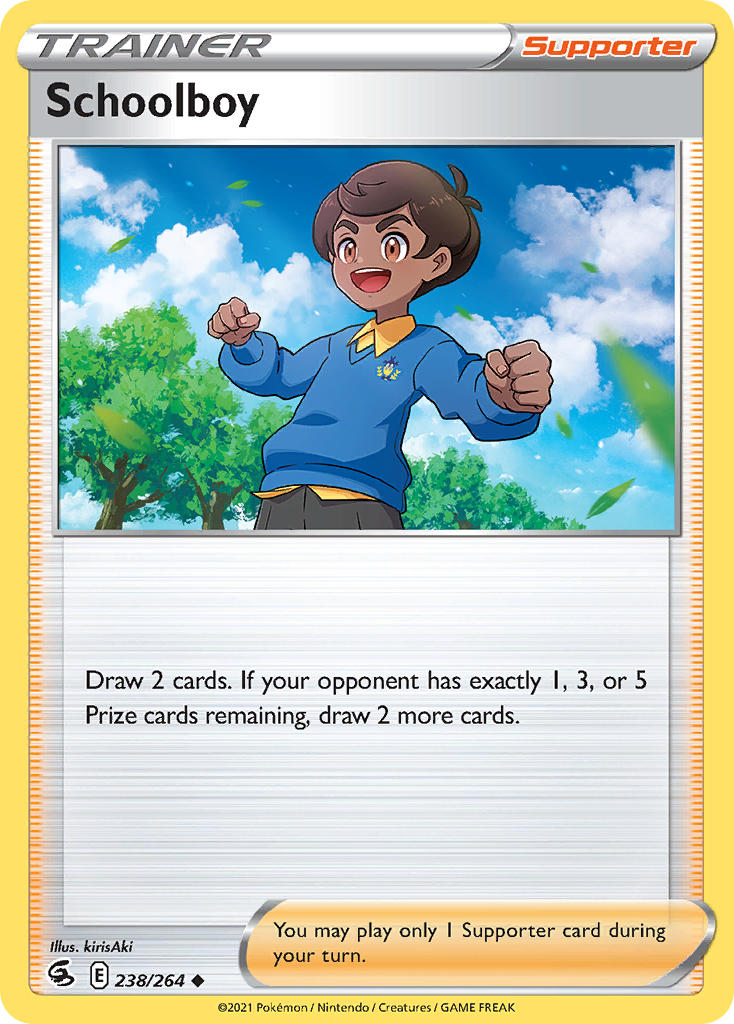 TRAINER
Supporter
Schoolboy
Draw 2 cards. If your opponent has exactly 1, 3, or 5
Prize cards remaining, draw 2 more cards.
You may play only 1 Supporter card during
your turn.
Illus. kirisAki
E 238/264
©2021 Pokémon / Nintendo / Creatures / GAME FREAK